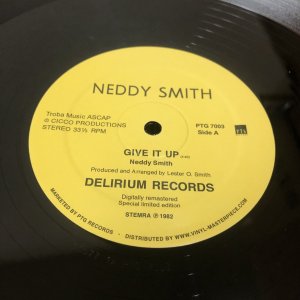 NEDDY SMITH
Troba Music ASCAP
℗ CICCO PRODUCTIONS
STEREO 33⅓ RPM
PTG 7003
Side A
GIVE IT UP
Neddy Smith
Produced and Arranged by Lester O. Smith
DELIRIUM RECORDS
Digitally remastered
Special limited edition
STEMRA ℗ 1982
MARKETED BY PTG RECORDS - DISTRIBUTED BY WWW.VINYL-MASTERPIECE.COM